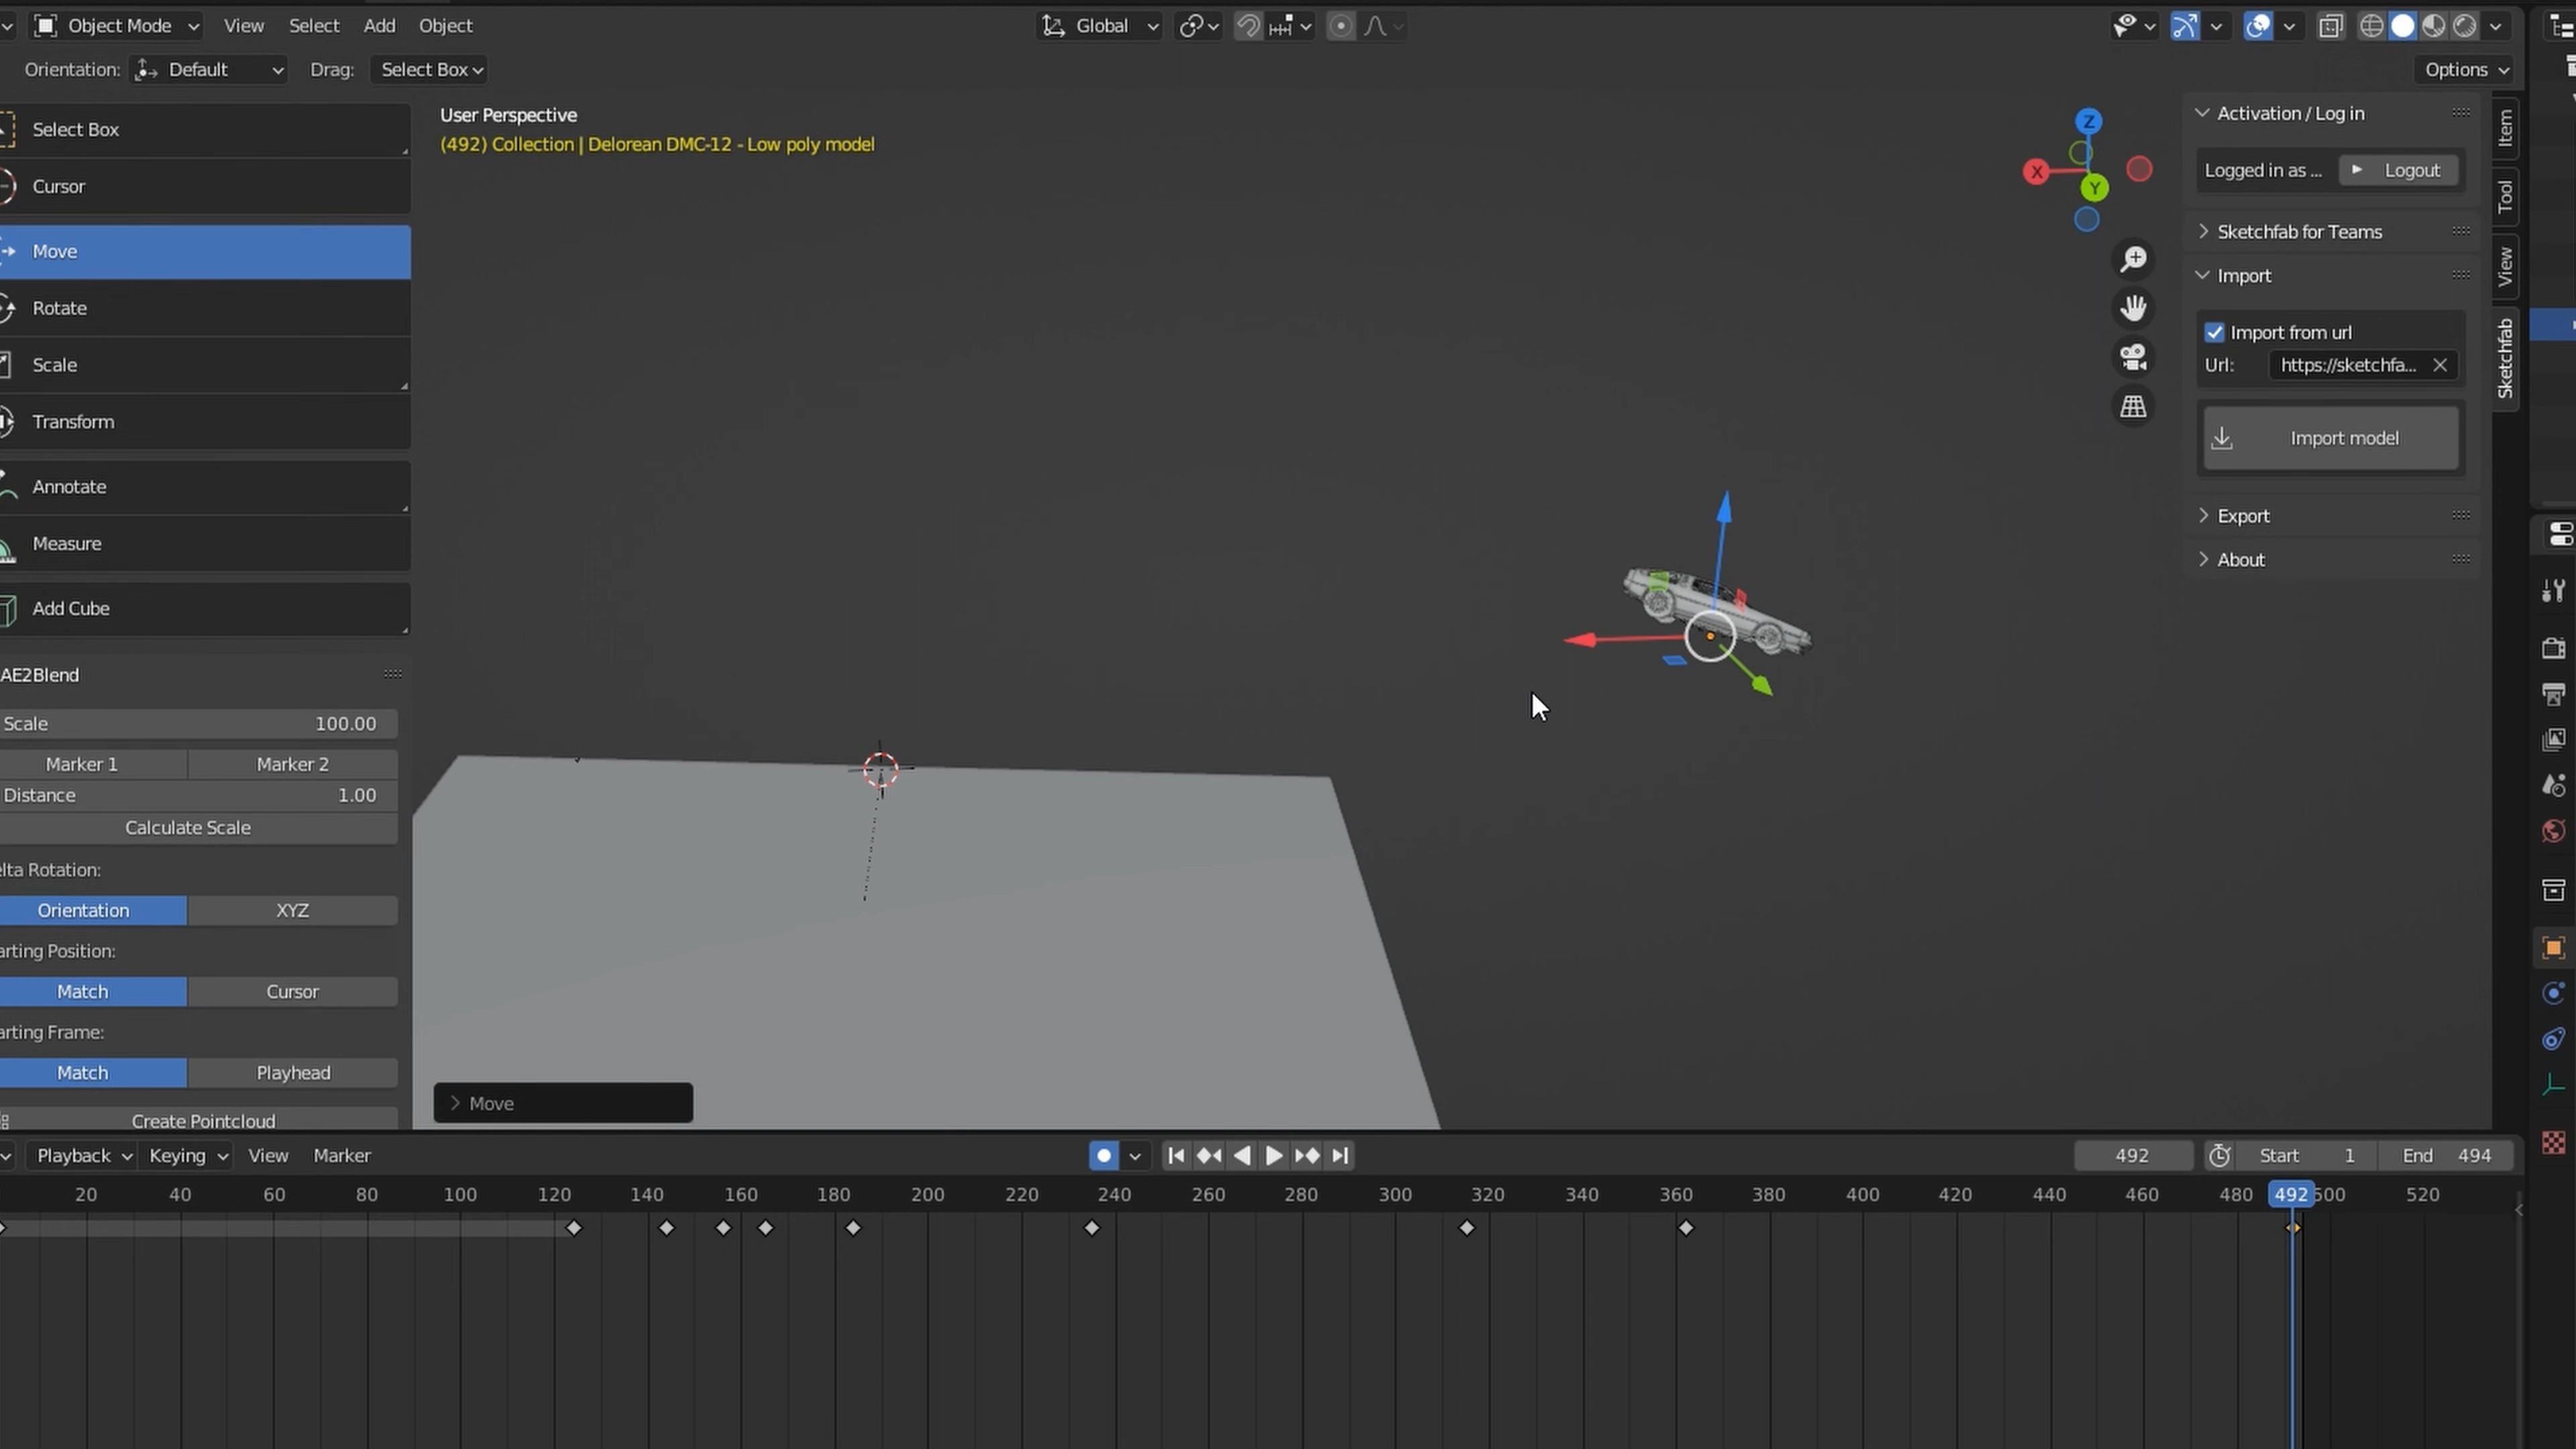 Object Mode View Select Add Object Global
Orientation: Default Drag: Select Box Options
Select Box
Cursor
Move
Rotate
Scale
Transform
Annotate
Measure
Add Cube
AE2Blend
Scale 100.00
Marker 1 Marker 2
Distance 1.00
Calculate Scale
lta Rotation:
Orientation XYZ
arting Position:
Match Cursor
arting Frame:
Match Playhead
Create Pointcloud
User Perspective
(492) Collection | Delorean DMC-12 - Low poly model
Z
X
Y
Move
Activation / Log in
Logged in as ... Logout
Sketchfab for Teams
Import
Import from url
Url: https://sketchfa...
Import model
Export
About
Item
Tool
View
Sketchfab
Playback Keying View Marker 492 Start 1 End 494
20 40 60 80 100 120 140 160 180 200 220 240 260 280 300 320 340 360 380 400 420 440 460 480 492 500 520